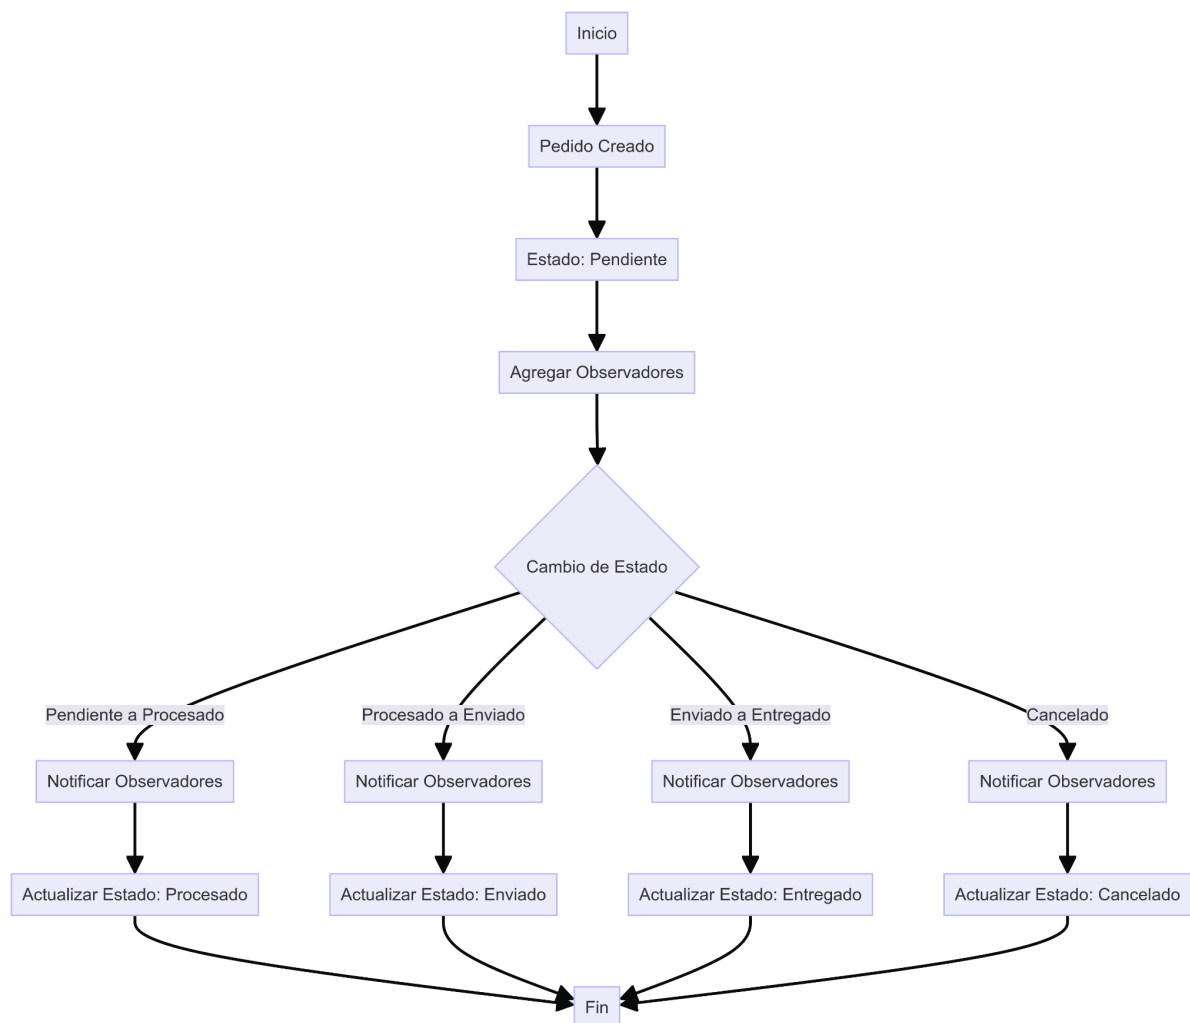 Inicio
Pedido Creado
Estado: Pendiente
Agregar Observadores
Cambio de Estado
Pendiente a Procesado
Procesado a Enviado
Enviado a Entregado
Cancelado
Notificar Observadores
Notificar Observadores
Notificar Observadores
Notificar Observadores
Actualizar Estado: Procesado
Actualizar Estado: Enviado
Actualizar Estado: Entregado
Actualizar Estado: Cancelado
Fin